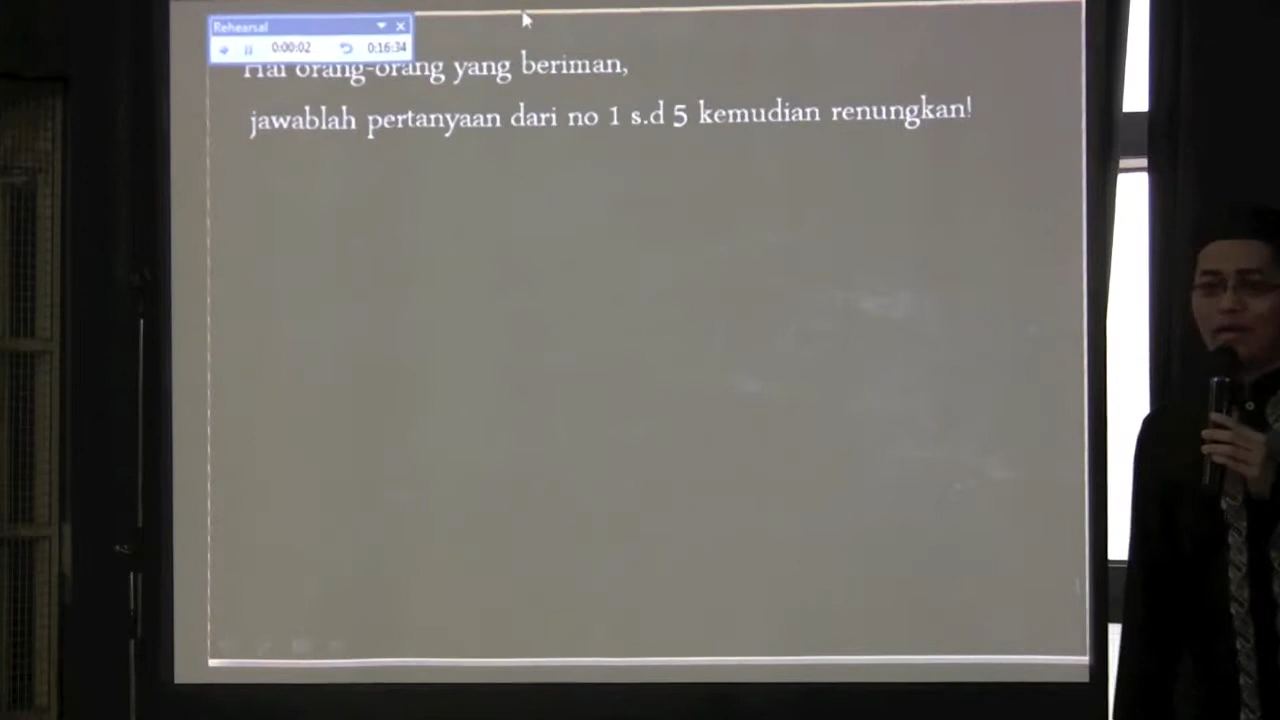 Rehearsal
0:00:02 0:16:34
Hai orang-orang yang beriman,
jawablah pertanyaan dari no 1 s.d 5 kemudian renungkan!